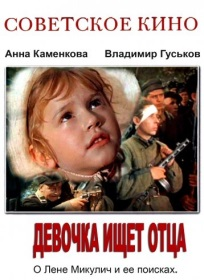 СОВЕТСКОЕ КИНО
Анна Каменкова Владимир Гуськов
ДЕВОЧКА ИЩЕТ ОТЦА
О Лене Микулич и ее поисках.